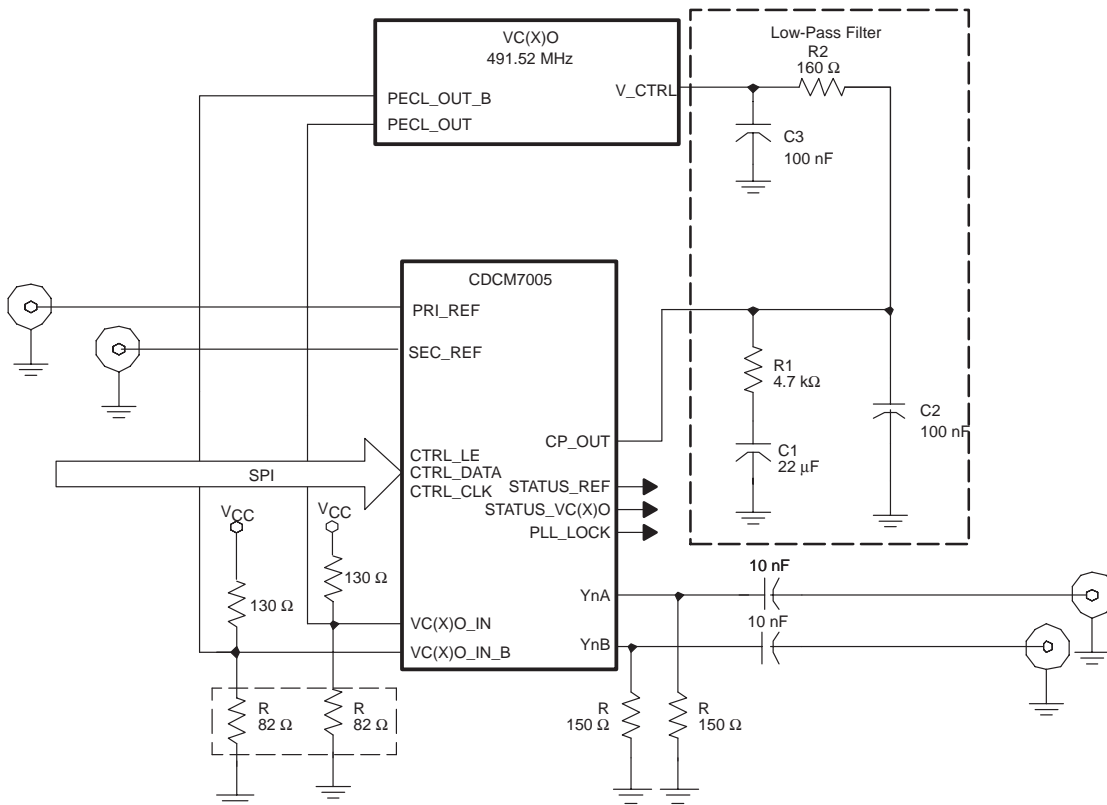 VC(X)O
491.52 MHz
PECL_OUT_B
PECL_OUT
V_CTRL
Low-Pass Filter
R2
160 Ω
C3
100 nF
CDCM7005
PRI_REF
SEC_REF
R1
4.7 kΩ
C2
100 nF
CP_OUT
C1
22 μF
CTRL_LE
CTRL_DATA
CTRL_CLK
SPI
STATUS_REF
STATUS_VC(X)O
PLL_LOCK
VCC
VCC
130 Ω
130 Ω
10 nF
YnA
10 nF
VC(X)O_IN
YnB
VC(X)O_IN_B
R
82 Ω
R
82 Ω
R
150 Ω
R
150 Ω